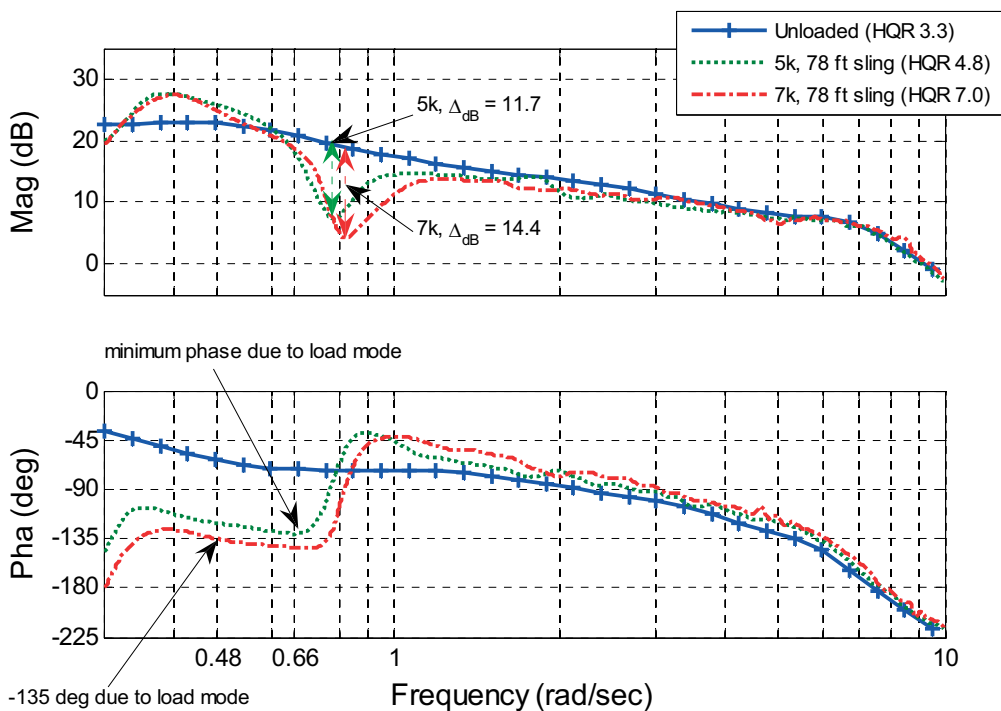 Unloaded (HQR 3.3)
5k, 78 ft sling (HQR 4.8)
7k, 78 ft sling (HQR 7.0)
30
20
10
0
Mag (dB)
5k, Δ_dB = 11.7
7k, Δ_dB = 14.4
minimum phase due to load mode
0
-45
-90
-135
-180
-225
Pha (deg)
0.48
0.66
1
10
-135 deg due to load mode
Frequency (rad/sec)